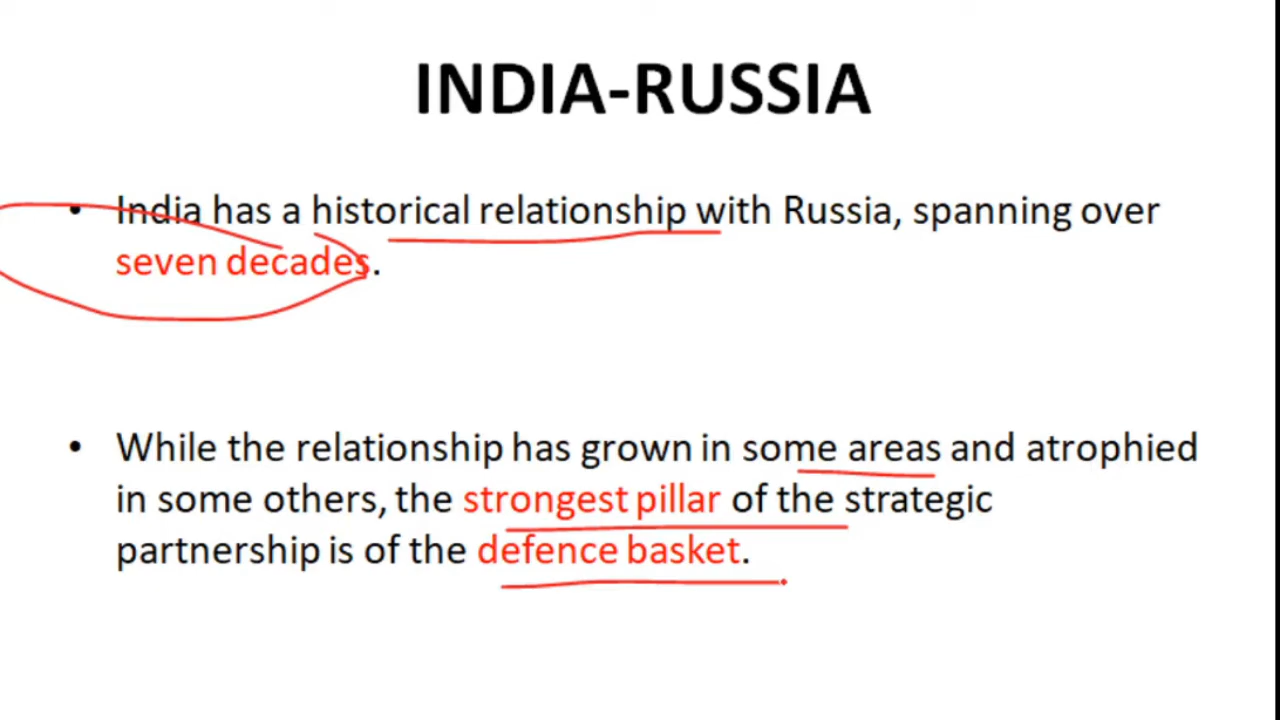 INDIA-RUSSIA
• India has a historical relationship with Russia, spanning over
seven decades.
• While the relationship has grown in some areas and atrophied
in some others, the strongest pillar of the strategic
partnership is of the defence basket.